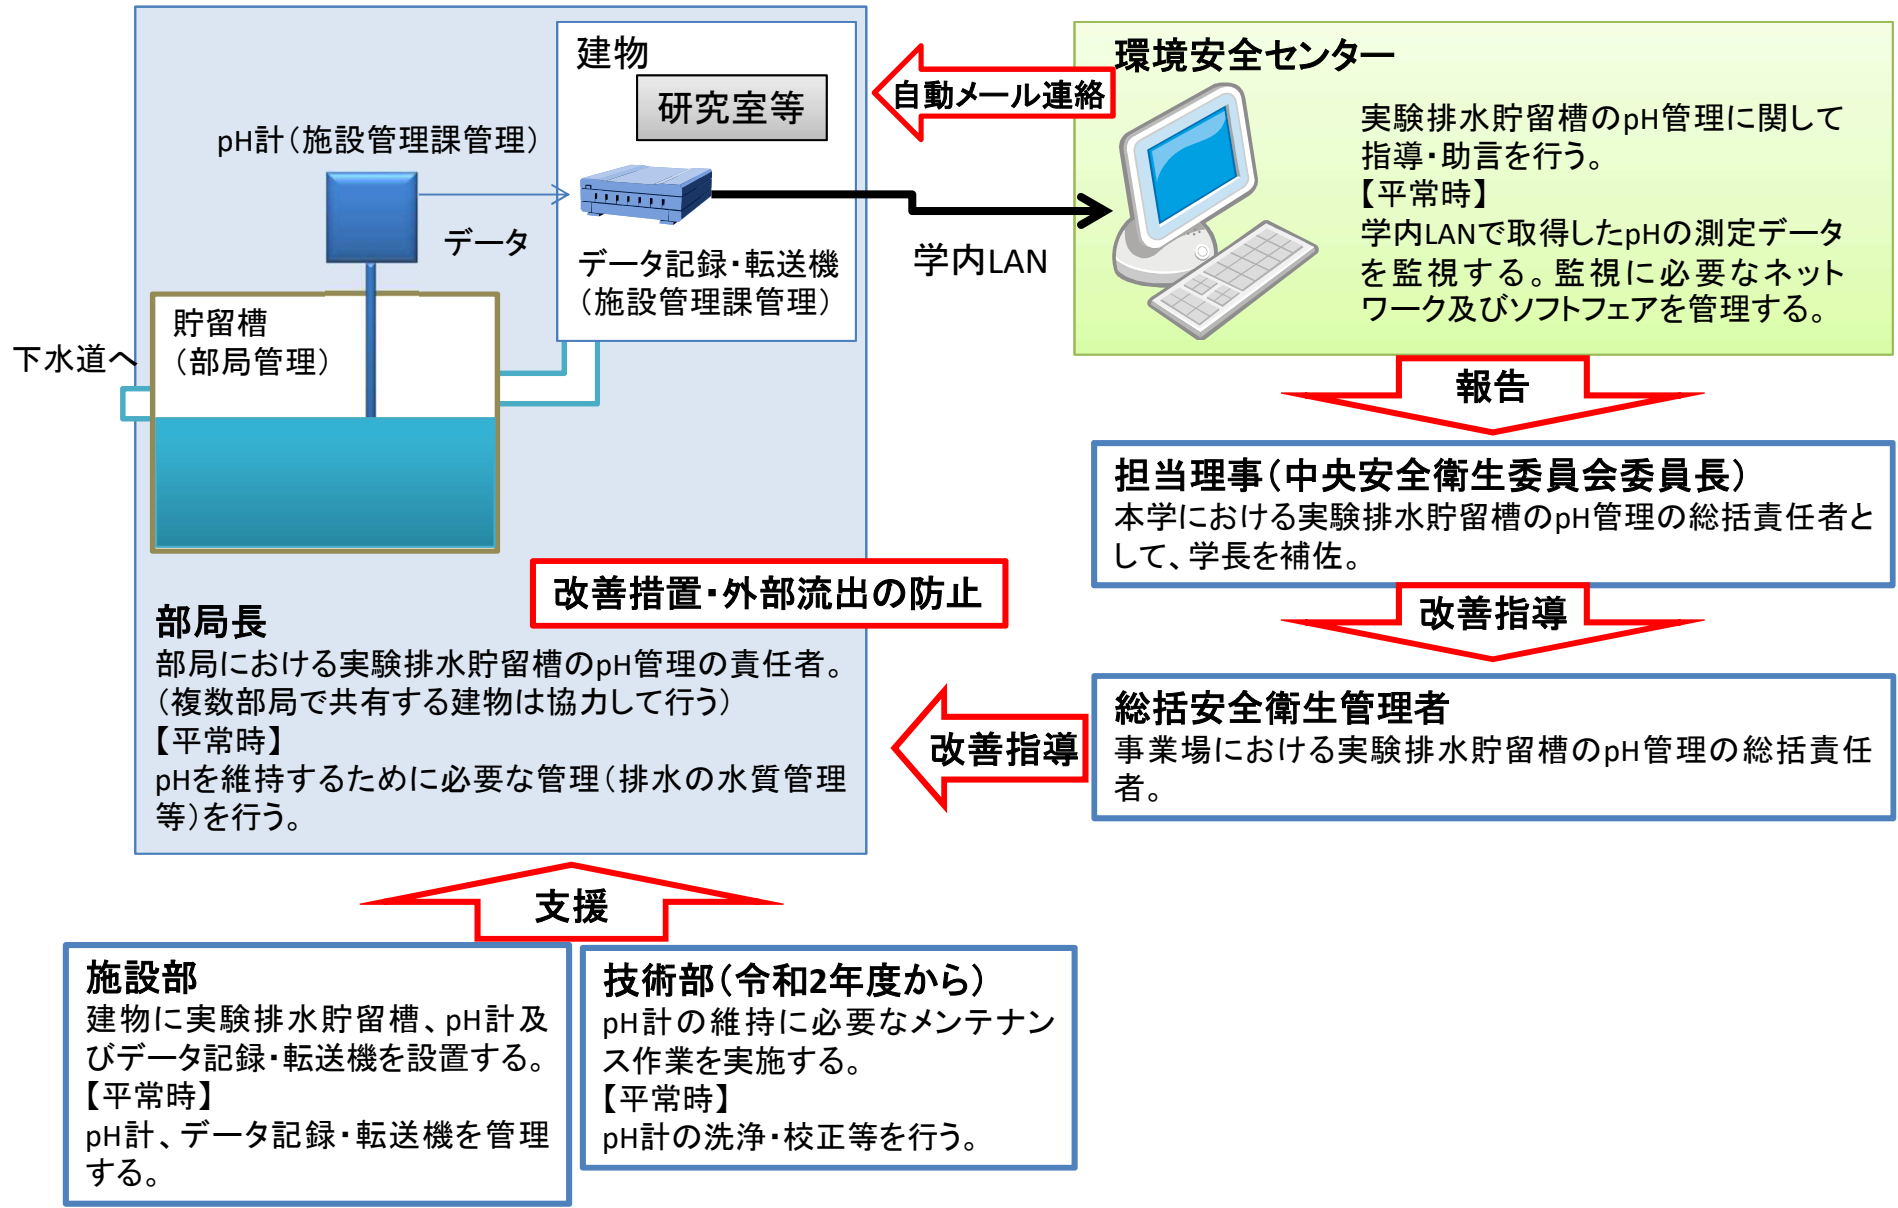 建物
研究室等
pH計（施設管理課管理）
データ
データ記録・転送機
（施設管理課管理）
学内LAN
貯留槽
（部局管理）
下水道へ
自動メール連絡
環境安全センター
実験排水貯留槽のpH管理に関して
指導・助言を行う。
【平常時】
学内LANで取得したpHの測定データ
を監視する。監視に必要なネット
ワーク及びソフトフェアを管理する。
報告
担当理事（中央安全衛生委員会委員長）
本学における実験排水貯留槽のpH管理の総括責任者と
して、学長を補佐。
改善指導
総括安全衛生管理者
事業場における実験排水貯留槽のpH管理の総括責任
者。
改善指導
改善措置・外部流出の防止
部局長
部局における実験排水貯留槽のpH管理の責任者。
（複数部局で共有する建物は協力して行う）
【平常時】
pHを維持するために必要な管理（排水の水質管理
等）を行う。
支援
施設部
建物に実験排水貯留槽、pH計及
びデータ記録・転送機を設置する。
【平常時】
pH計、データ記録・転送機を管理
する。
技術部（令和2年度から）
pH計の維持に必要なメンテナン
ス作業を実施する。
【平常時】
pH計の洗浄・校正等を行う。